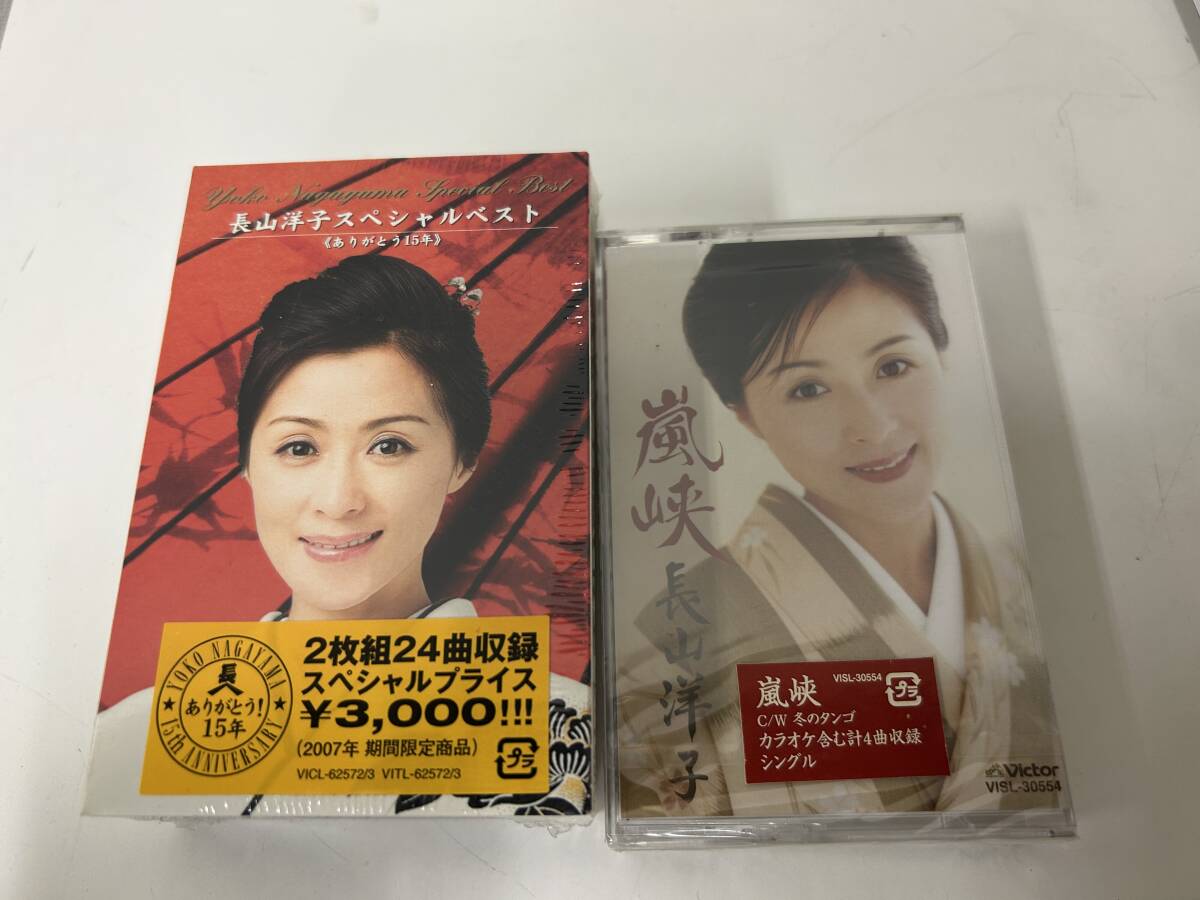 Yoko Nagayama Special Best
長山洋子スペシャルベスト
《ありがとう15年》
YOKO NAGAYAMA
長
ありがとう!
15年
15th ANNIVERSARY
2枚組24曲収録
スペシャルプライス
¥3,000!!!
(2007年 期間限定商品)
VICL-62572/3 VITL-62572/3
プラ
嵐峡
長山洋子
嵐峡
VISL-30554
プラ
C/W 冬のタンゴ
カラオケ含む計4曲収録
シングル
Victor
VISL-30554